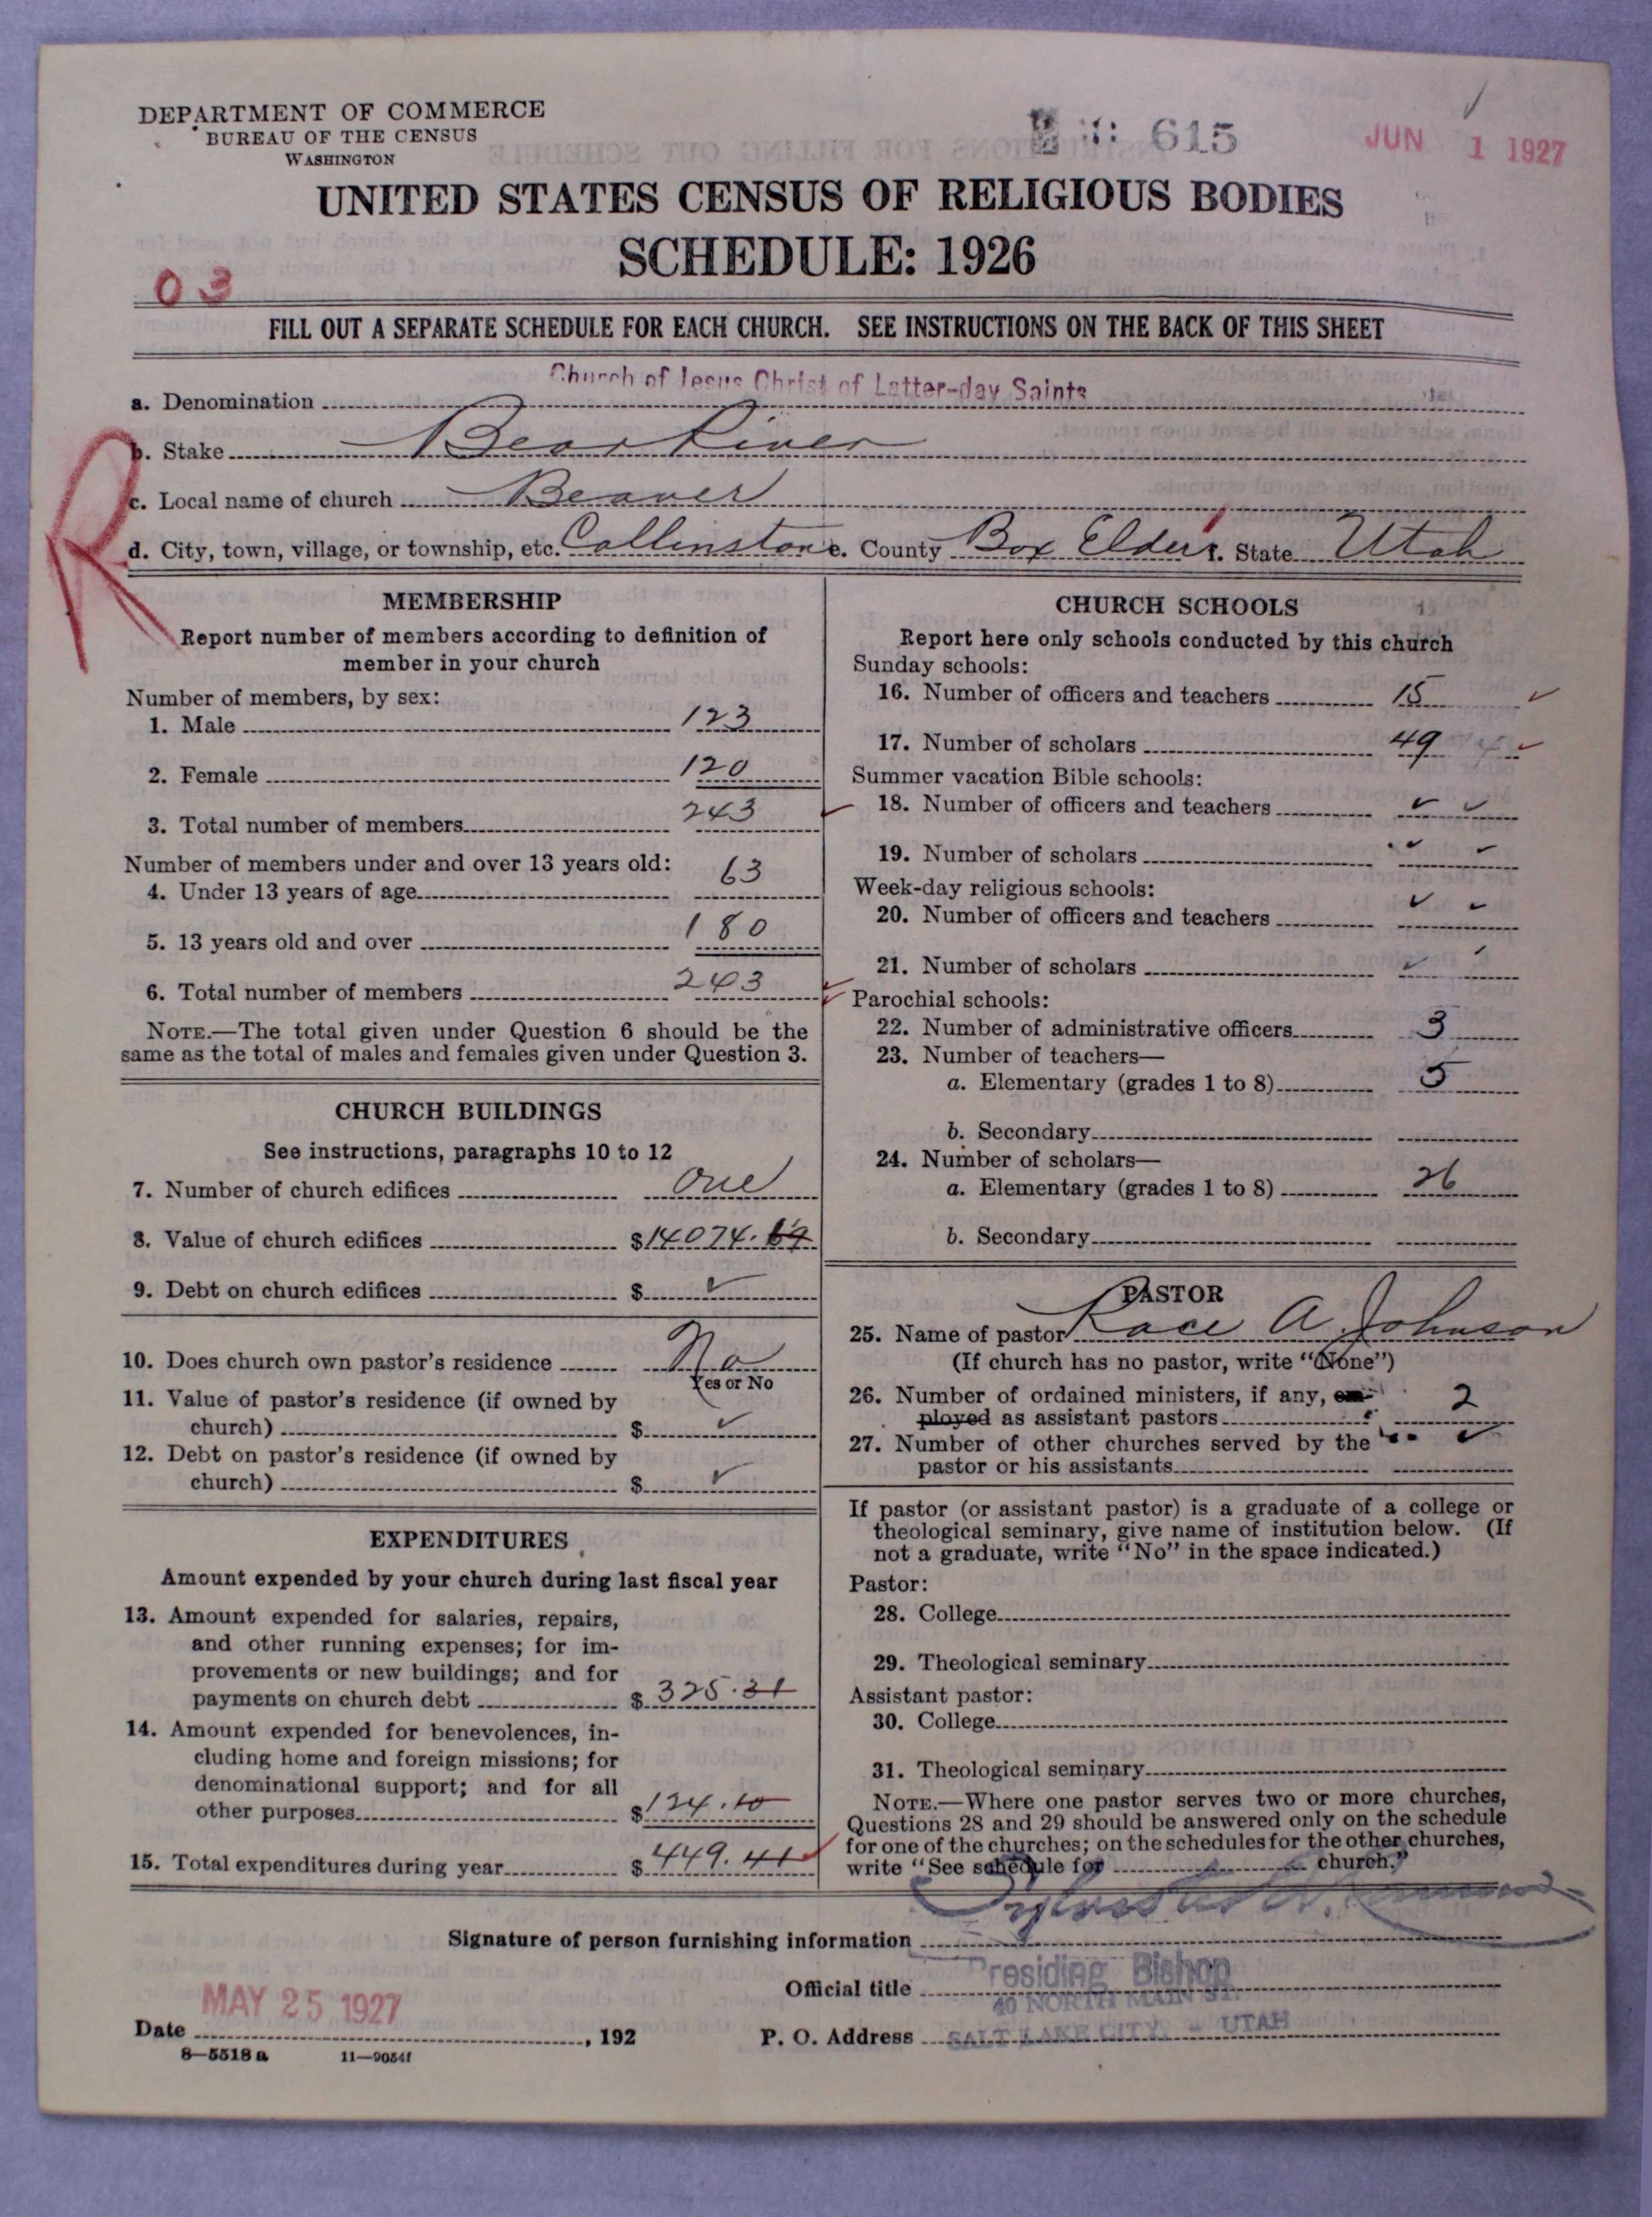 DEPARTMENT OF COMMERCE
BUREAU OF THE CENSUS
WASHINGTON
615
JUN 1 1927
UNITED STATES CENSUS OF RELIGIOUS BODIES
SCHEDULE: 1926
03
FILL OUT A SEPARATE SCHEDULE FOR EACH CHURCH. SEE INSTRUCTIONS ON THE BACK OF THIS SHEET
a. Denomination Church of Jesus Christ of Latter-day Saints
b. Stake Bear River
c. Local name of church Beaver
R
d. City, town, village, or township, etc. Collinston e. County Box Elder f. State Utah
MEMBERSHIP
Report number of members according to definition of
member in your church
Number of members, by sex:
1. Male 123
2. Female 120
3. Total number of members 243
Number of members under and over 13 years old:
4. Under 13 years of age 63
5. 13 years old and over 180
6. Total number of members 243
NOTE.—The total given under Question 6 should be the
same as the total of males and females given under Question 3.
CHURCH BUILDINGS
See instructions, paragraphs 10 to 12
7. Number of church edifices One
8. Value of church edifices $14074.69
9. Debt on church edifices $ ✓
10. Does church own pastor's residence No
Yes or No
11. Value of pastor's residence (if owned by
church) $ ✓
12. Debt on pastor's residence (if owned by
church) $ ✓
EXPENDITURES
Amount expended by your church during last fiscal year
13. Amount expended for salaries, repairs,
and other running expenses; for im-
provements or new buildings; and for
payments on church debt $ 325.31
14. Amount expended for benevolences, in-
cluding home and foreign missions; for
denominational support; and for all
other purposes $ 124.10
15. Total expenditures during year $ 449.41
CHURCH SCHOOLS
Report here only schools conducted by this church
Sunday schools:
16. Number of officers and teachers 15 ✓
17. Number of scholars 49 ✓
Summer vacation Bible schools:
18. Number of officers and teachers ✓ ✓
19. Number of scholars ✓ ✓
Week-day religious schools:
20. Number of officers and teachers ✓ ✓
21. Number of scholars ✓
Parochial schools:
22. Number of administrative officers 3
23. Number of teachers—
a. Elementary (grades 1 to 8) 5
b. Secondary
24. Number of scholars—
a. Elementary (grades 1 to 8) 26
b. Secondary
PASTOR
25. Name of pastor Race A Johnson
(If church has no pastor, write "None")
26. Number of ordained ministers, if any, em-
ployed as assistant pastors 2
27. Number of other churches served by the ✓
pastor or his assistants
If pastor (or assistant pastor) is a graduate of a college or
theological seminary, give name of institution below. (If
not a graduate, write "No" in the space indicated.)
Pastor:
28. College
29. Theological seminary
Assistant pastor:
30. College
31. Theological seminary
NOTE.—Where one pastor serves two or more churches,
Questions 28 and 29 should be answered only on the schedule
for one of the churches; on the schedules for the other churches,
write "See schedule for church."
Signature of person furnishing information
Official title Presiding Bishop
40 NORTH MAIN ST.
MAY 25 1927
Date , 192
P. O. Address SALT LAKE CITY, - UTAH
8—5518 a 11—9054f